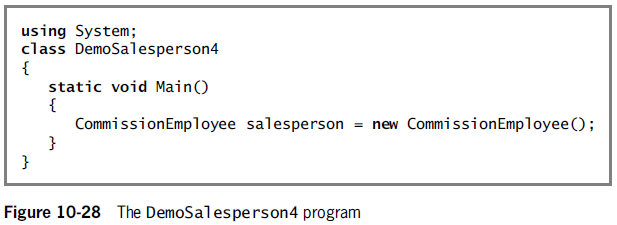 using System;
class DemoSalesperson4
{
   static void Main()
   {
      CommissionEmployee salesperson = new CommissionEmployee();
   }
}
Figure 10-28 The DemoSalesperson4 program